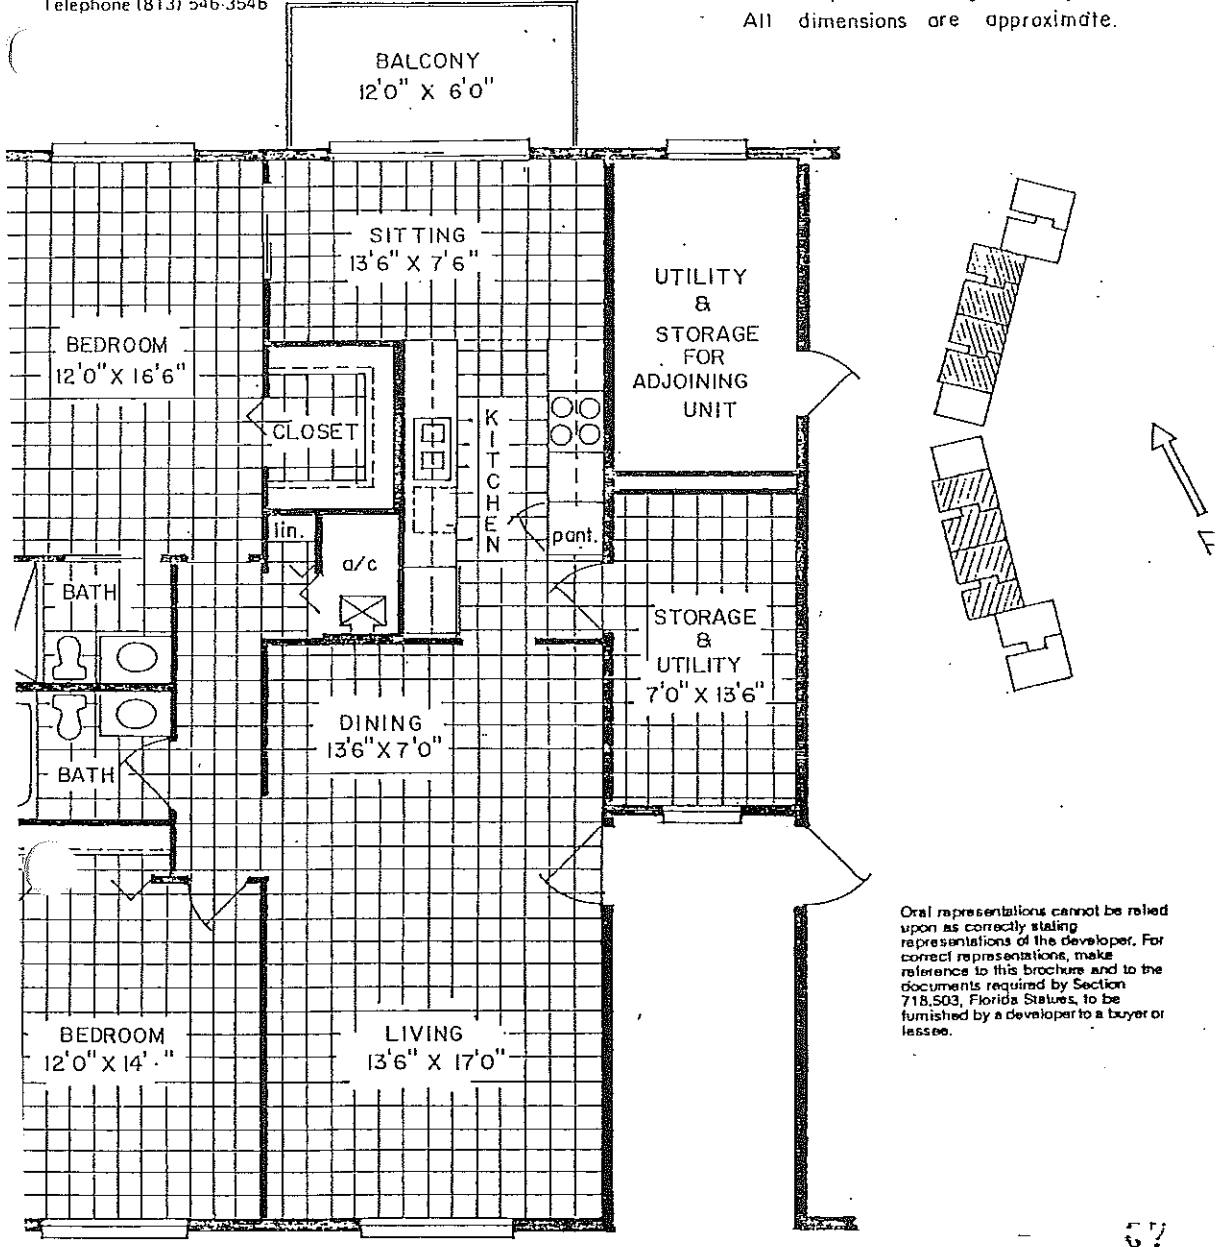 Telephone (813) 546-3546
All dimensions are approximate.
BALCONY
12'0" X 6'0"
SITTING
13'6" X 7'6"
UTILITY
&
STORAGE
FOR
ADJOINING
UNIT
BEDROOM
12'0" X 16'6"
CLOSET
KITCHEN
lin.
a/c
pant.
BATH
STORAGE
&
UTILITY
7'0" X 13'6"
DINING
13'6" X 7'0"
BATH
BEDROOM
12'0" X 14'
LIVING
13'6" X 17'0"
Oral representations cannot be relied
upon as correctly stating
representations of the developer. For
correct representations, make
reference to this brochure and to the
documents required by Section
718.503, Florida Statues, to be
furnished by a developer to a buyer or
lessee.